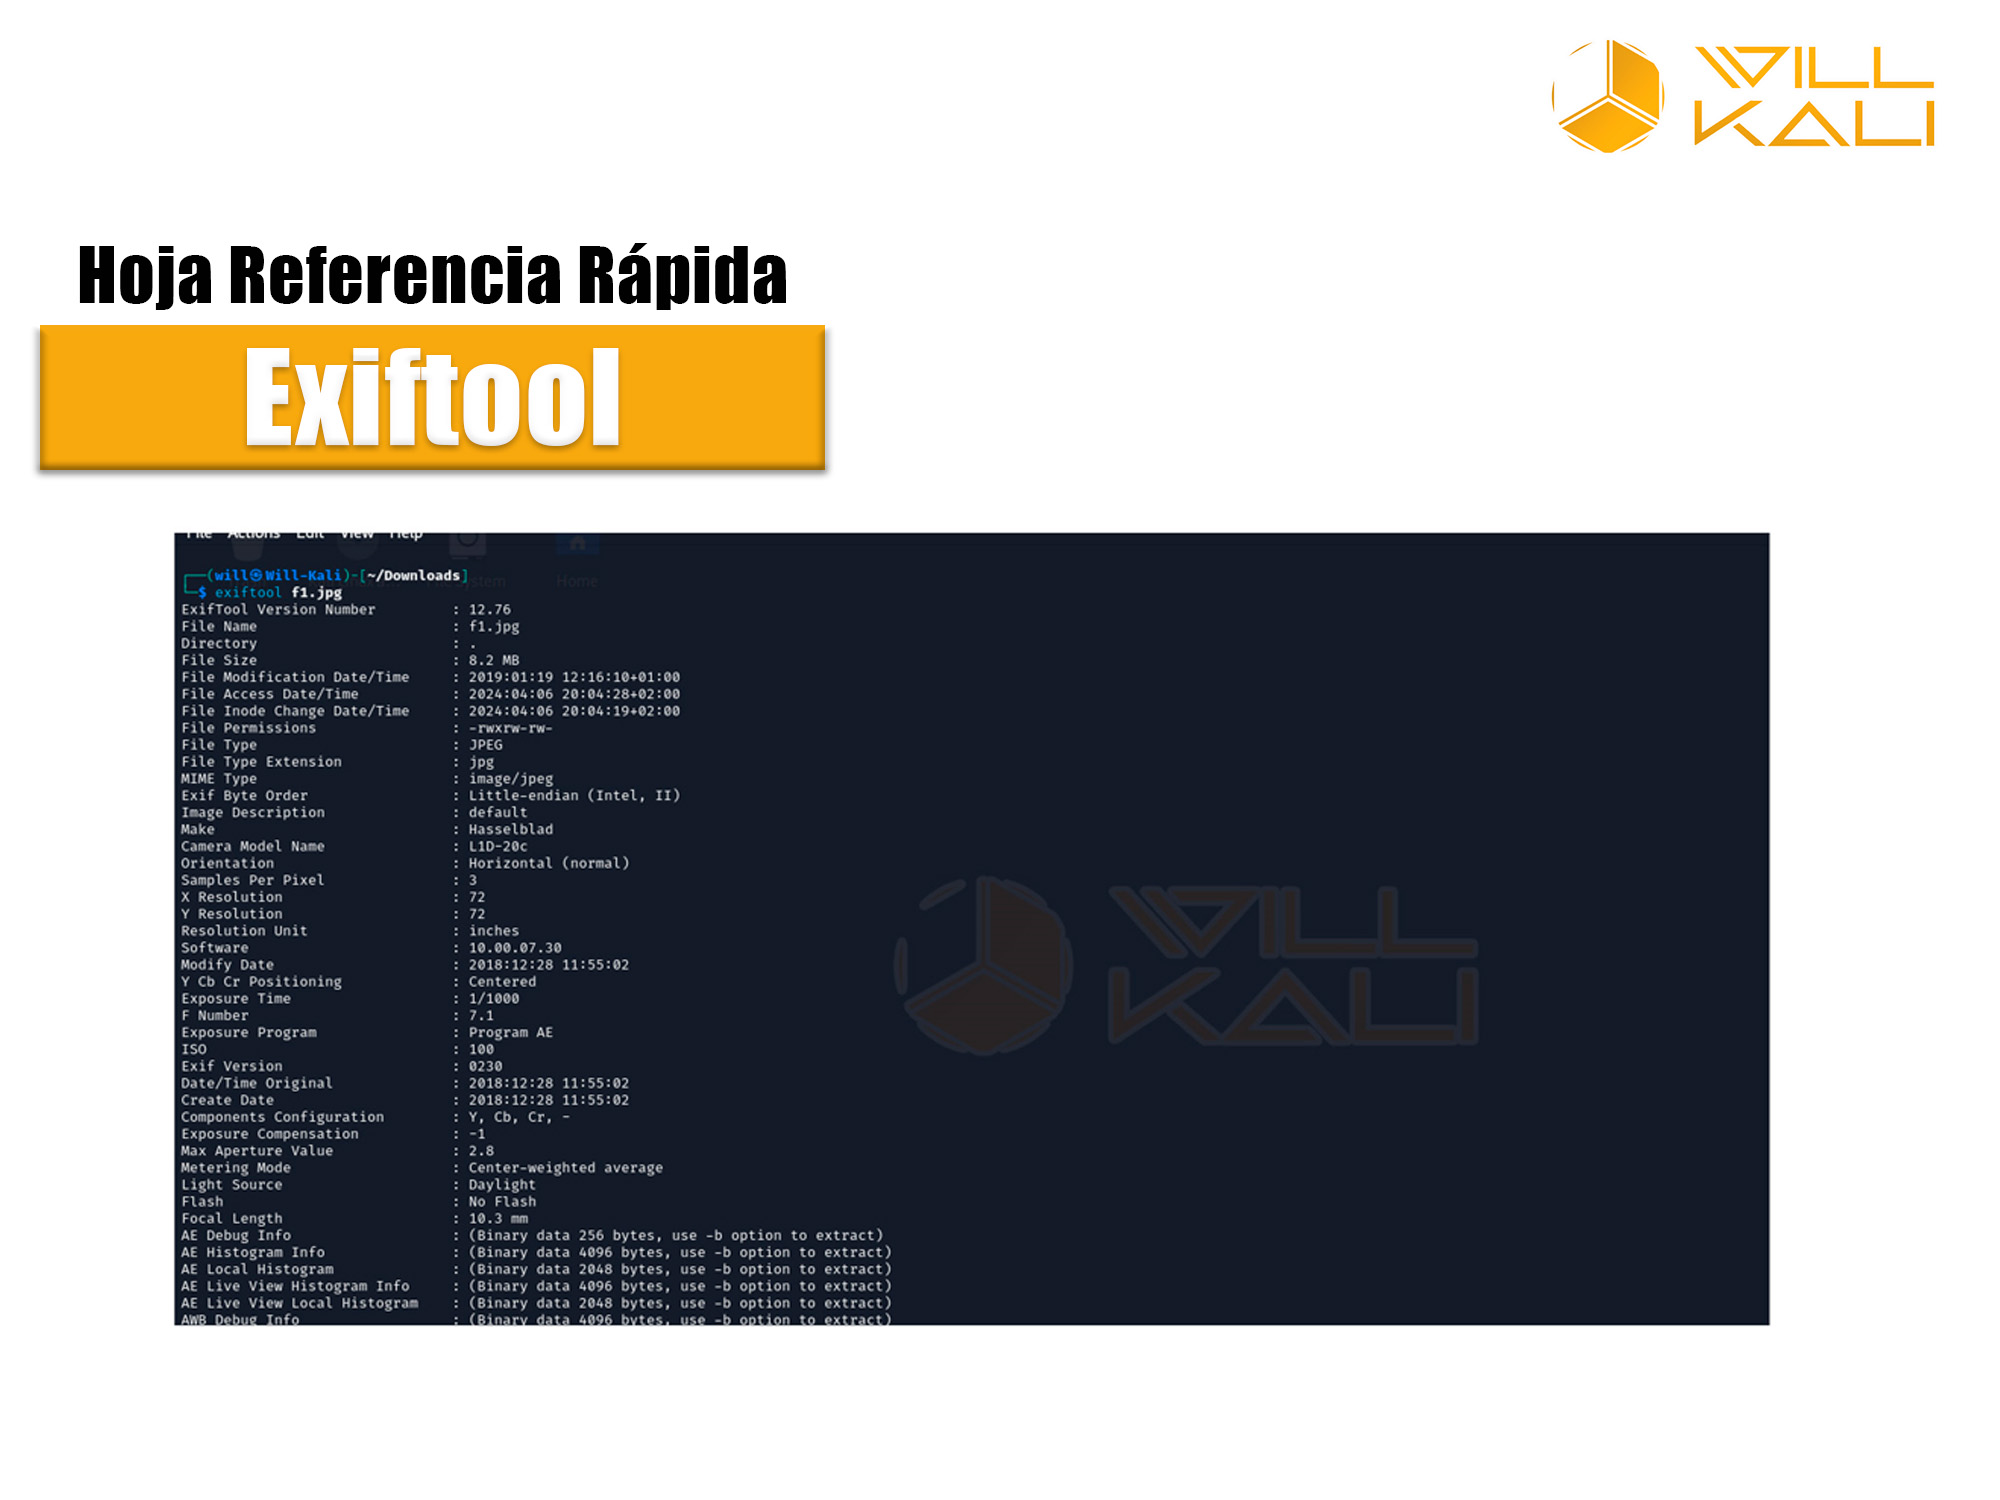 WILL
KALI
Hoja Referencia Rápida
Exiftool
File Actions Edit View Help
(will㉿Will-Kali)-[~/Downloads]
Home
$ exiftool f1.jpg
ExifTool Version Number : 12.76
File Name : f1.jpg
Directory : .
File Size : 8.2 MB
File Modification Date/Time : 2019:01:19 12:16:10+01:00
File Access Date/Time : 2024:04:06 20:04:28+02:00
File Inode Change Date/Time : 2024:04:06 20:04:19+02:00
File Permissions : -rwxrw-rw-
File Type : JPEG
File Type Extension : jpg
MIME Type : image/jpeg
Exif Byte Order : Little-endian (Intel, II)
Image Description : default
Make : Hasselblad
Camera Model Name : L1D-20c
Orientation : Horizontal (normal)
Samples Per Pixel : 3
X Resolution : 72
Y Resolution : 72
Resolution Unit : inches
Software : 10.00.07.30
Modify Date : 2018:12:28 11:55:02
Y Cb Cr Positioning : Centered
Exposure Time : 1/1000
F Number : 7.1
Exposure Program : Program AE
ISO : 100
Exif Version : 0230
Date/Time Original : 2018:12:28 11:55:02
Create Date : 2018:12:28 11:55:02
Components Configuration : Y, Cb, Cr, -
Exposure Compensation : -1
Max Aperture Value : 2.8
Metering Mode : Center-weighted average
Light Source : Daylight
Flash : No Flash
Focal Length : 10.3 mm
AE Debug Info : (Binary data 256 bytes, use -b option to extract)
AE Histogram Info : (Binary data 4096 bytes, use -b option to extract)
AE Local Histogram : (Binary data 2048 bytes, use -b option to extract)
AE Live View Histogram Info : (Binary data 4096 bytes, use -b option to extract)
AE Live View Local Histogram : (Binary data 2048 bytes, use -b option to extract)
AWB Debug Info : (Binary data 4096 bytes, use -b option to extract)
WILL
KALI